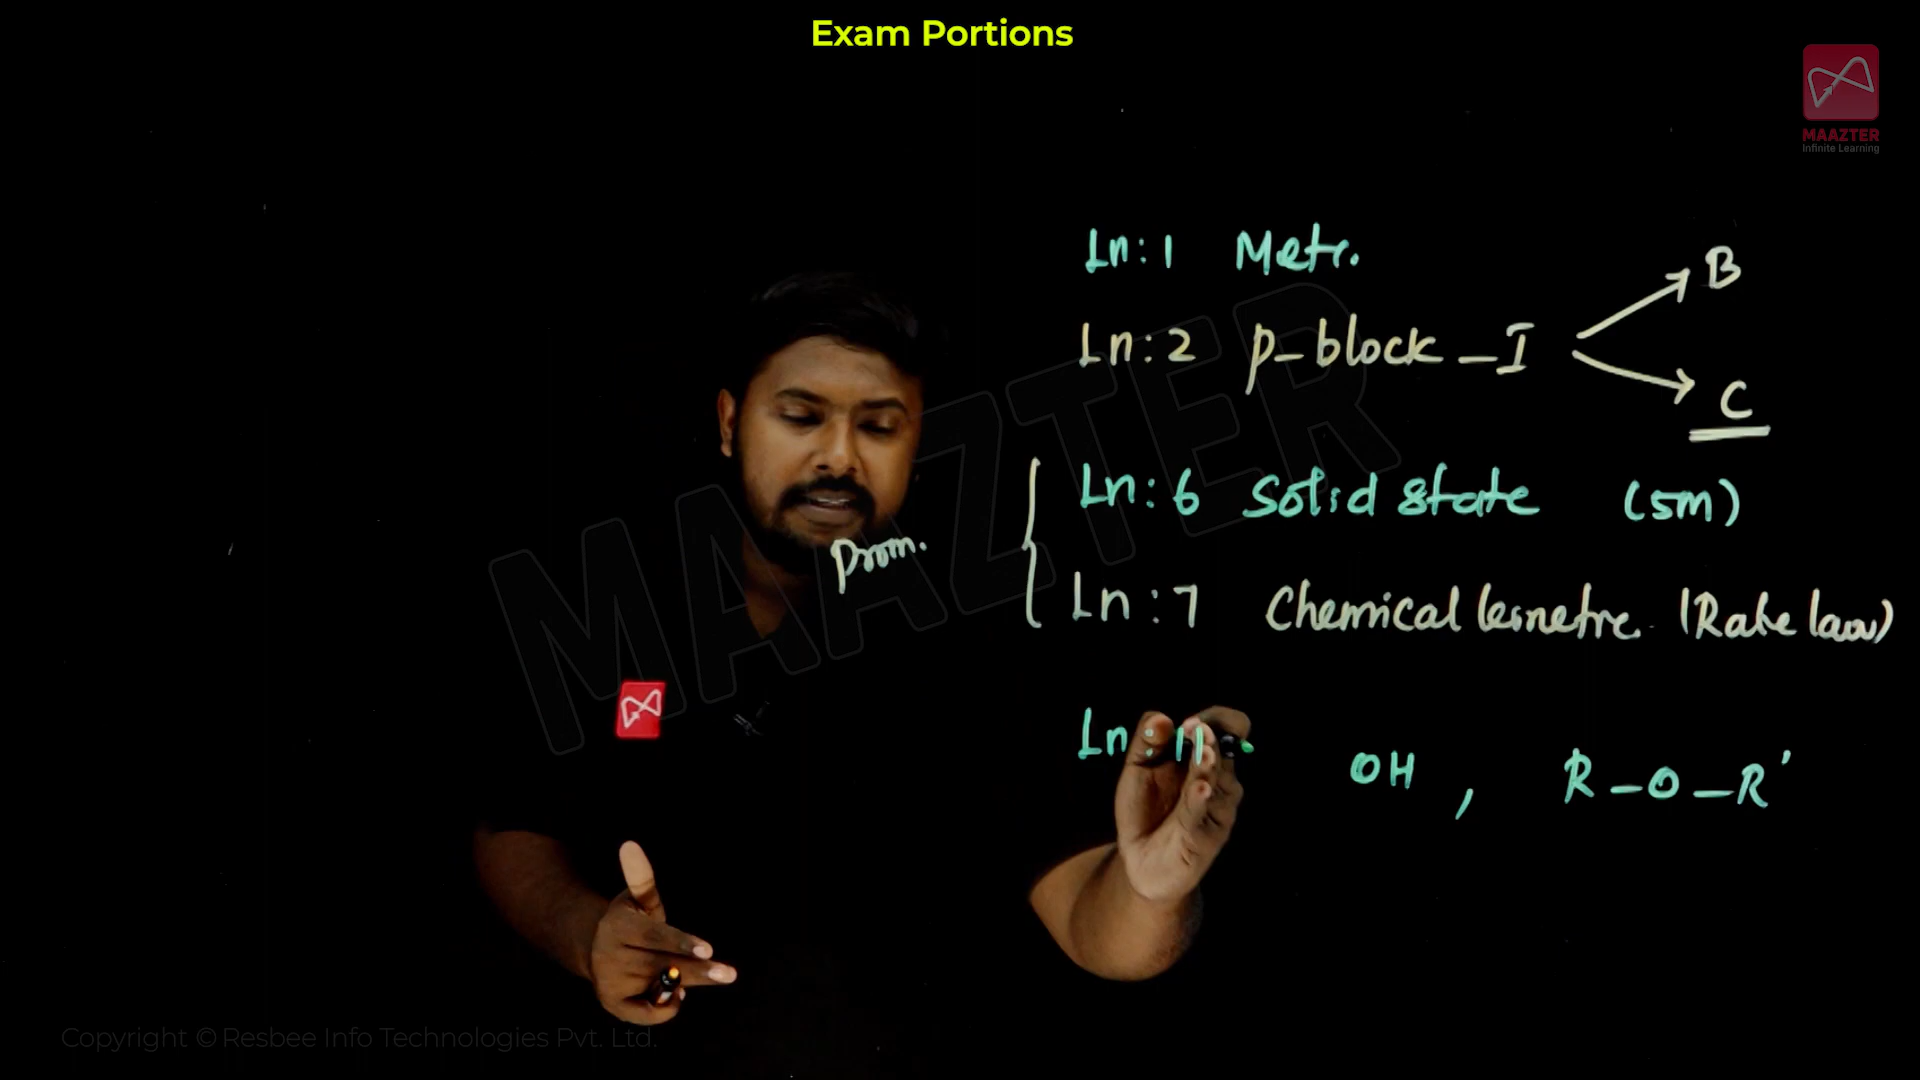 Exam Portions
MAAZTER
Infinite Learning
Ln:1 Metr.
Ln:2 p-block-I
B
C
Ln:6 Solid state (5m)
Prom.
Ln:7 Chemical (Rate law)
Ln:11 OH, R-O-R'
MAAZTER
Copyright © Resbee Info Technologies Pvt. Ltd.